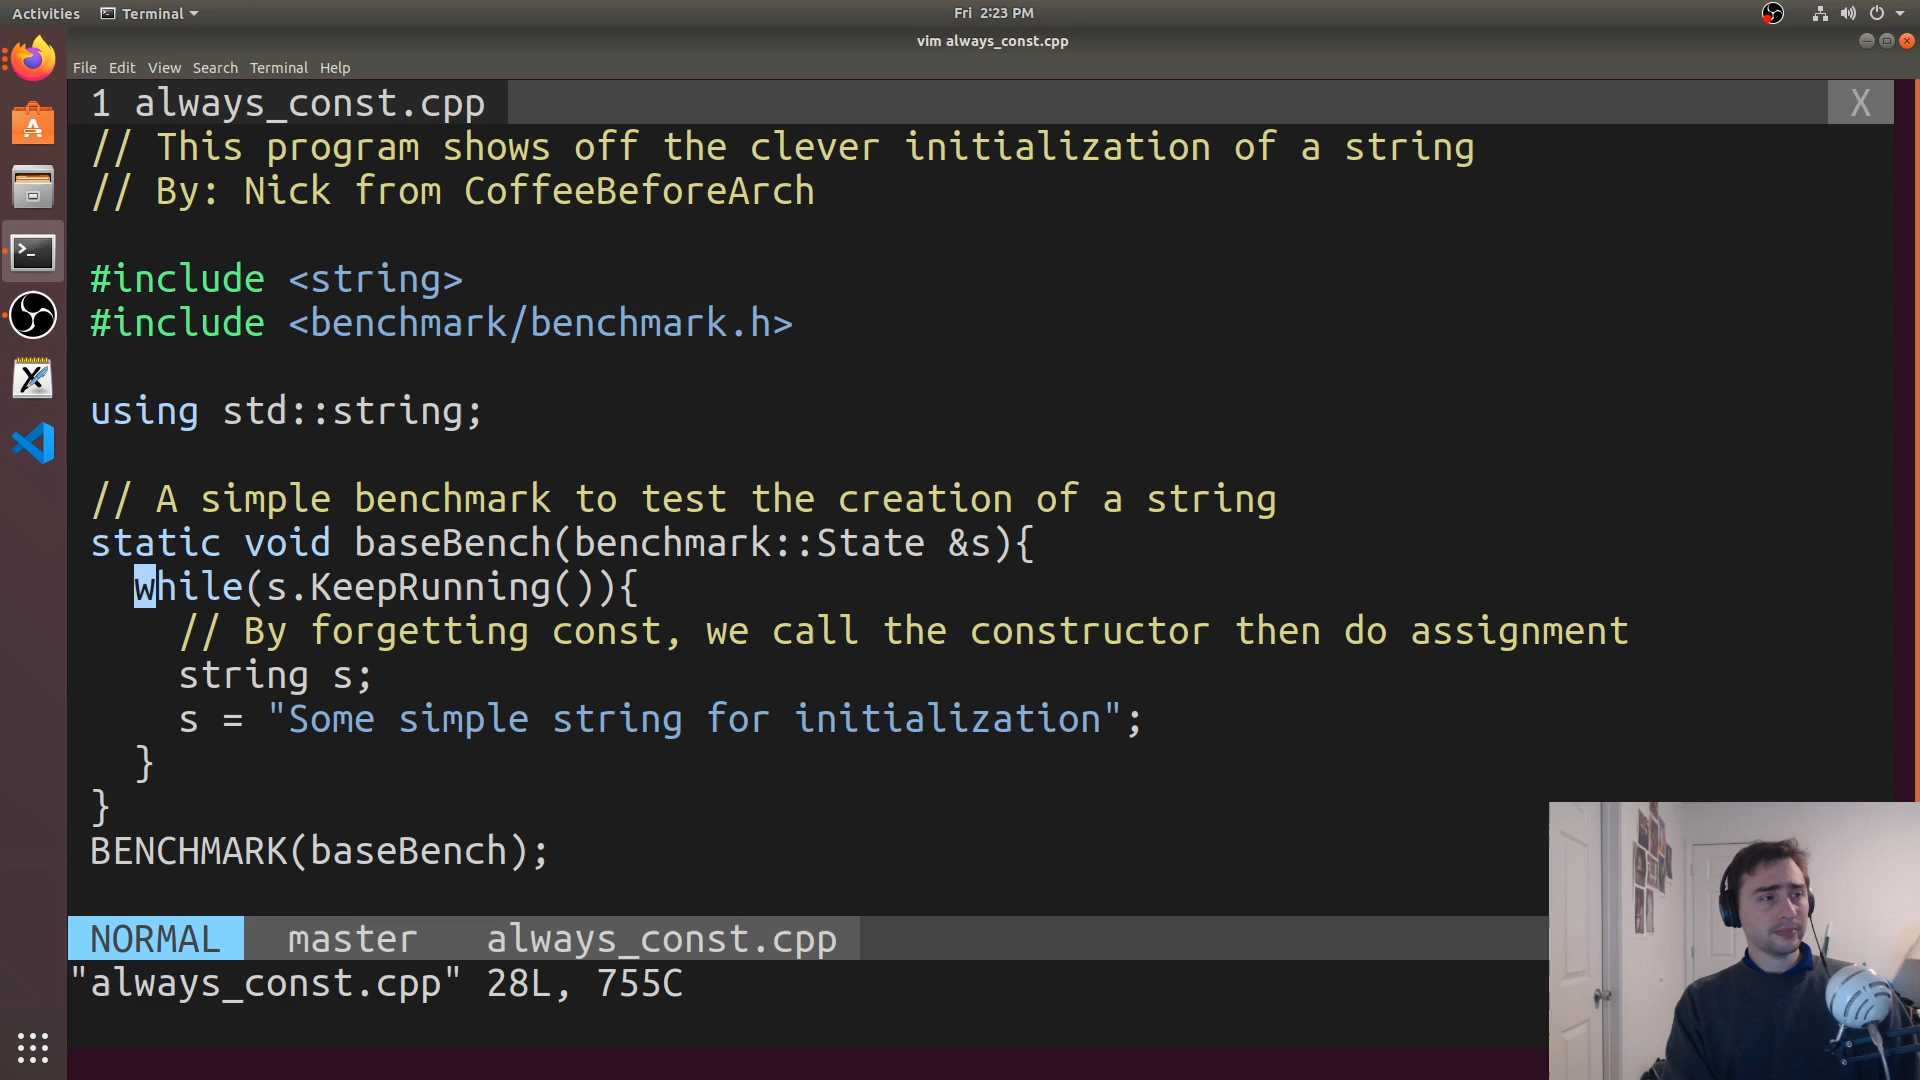 Activities Terminal Fri 2:23 PM
vim always_const.cpp
File Edit View Search Terminal Help
1 always_const.cpp X
// This program shows off the clever initialization of a string
// By: Nick from CoffeeBeforeArch
#include <string>
#include <benchmark/benchmark.h>
using std::string;
// A simple benchmark to test the creation of a string
static void baseBench(benchmark::State &s){
  while(s.KeepRunning()){
    // By forgetting const, we call the constructor then do assignment
    string s;
    s = "Some simple string for initialization";
  }
}
BENCHMARK(baseBench);
NORMAL master always_const.cpp
"always_const.cpp" 28L, 755C